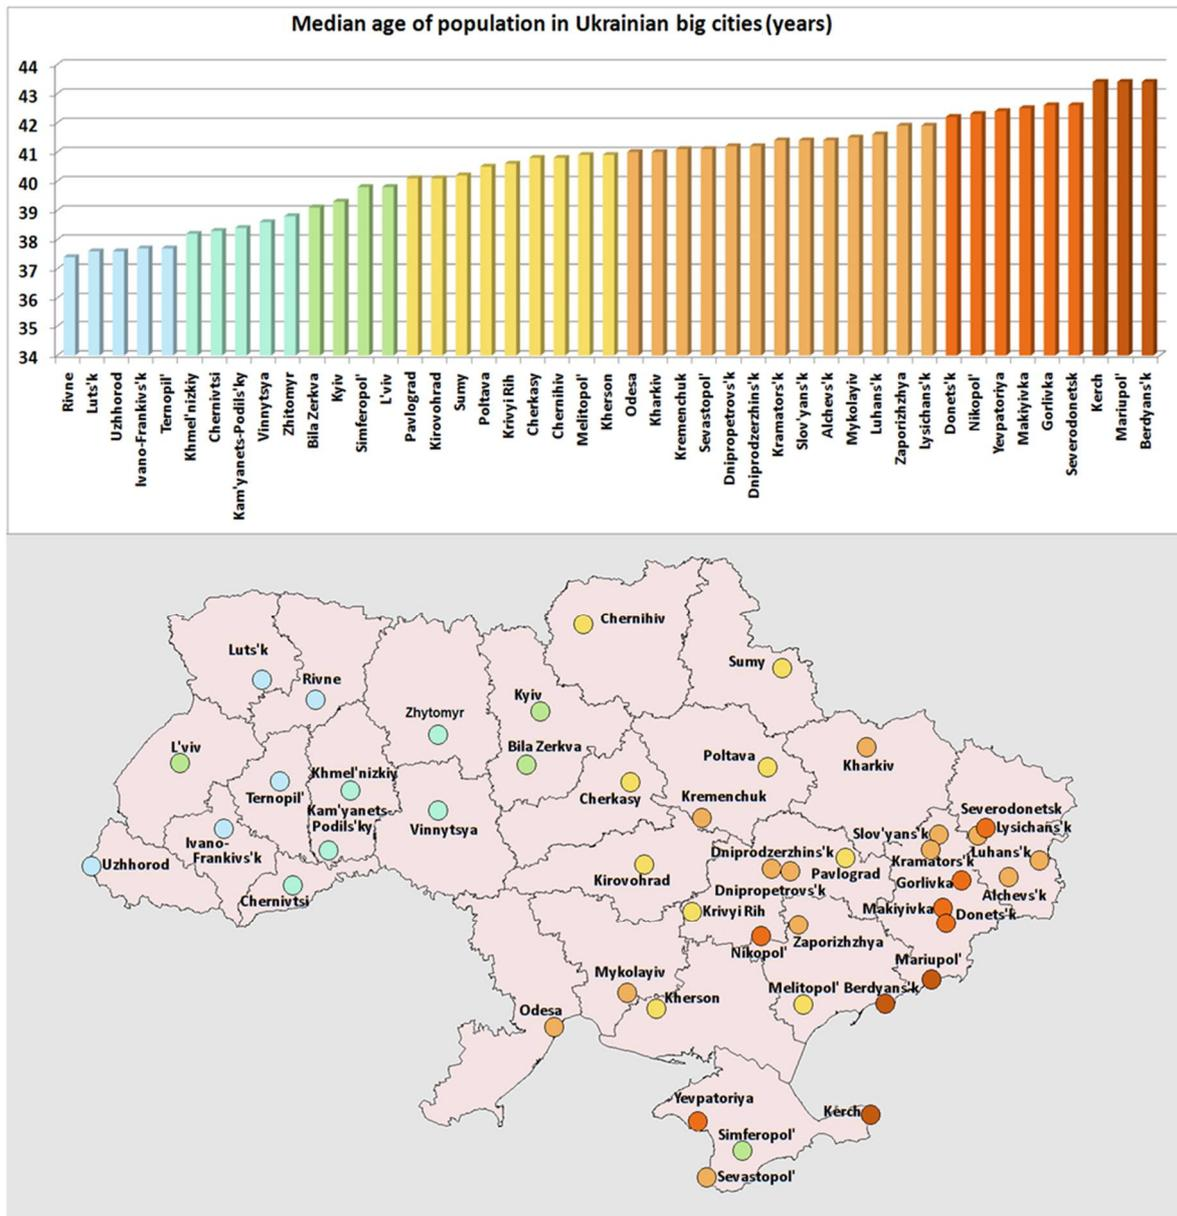 Median age of population in Ukrainian big cities (years)
44
43
42
41
40
39
38
37
36
35
34
Rivne
Luts'k
Uzhhorod
Ivano-Frankivs'k
Ternopil'
Khmel'nizkiy
Chernivtsi
Kam'yanets-Podils'ky
Vinnytsya
Zhitomyr
Bila Zerkva
Kyiv
Simferopol'
L'viv
Pavlograd
Kirovohrad
Sumy
Poltava
Krivyi Rih
Cherkasy
Chernihiv
Melitopol'
Kherson
Odesa
Kharkiv
Kremenchuk
Sevastopol'
Dnipropetrovs'k
Dniprodzerzhins'k
Kramators'k
Slov'yans'k
Alchevs'k
Mykolayiv
Luhans'k
Zaporizhzhya
Lysichans'k
Donets'k
Nikopol'
Yevpatoriya
Makiyivka
Gorlivka
Severodonetsk
Kerch
Mariupol'
Berdyans'k
Chernihiv
Luts'k
Sumy
Rivne
Kyiv
Zhytomyr
L'viv
Bila Zerkva
Poltava
Kharkiv
Khmel'nizkiy
Ternopil'
Cherkasy
Kremenchuk
Kam'yanets-
Podils'ky
Vinnytsya
Severodonetsk
Lysichans'k
Slov'yans'k
Ivano-
Frankivs'k
Uzhhorod
Dniprodzerzhins'k
Luhans'k
Kramators'k
Pavlograd
Kirovohrad
Dnipropetrovs'k
Gorlivka
Alchevs'k
Chernivtsi
Krivyi Rih
Makiyivka
Donets'k
Zaporizhzhya
Nikopol'
Mariupol'
Mykolayiv
Melitopol'
Berdyans'k
Kherson
Odesa
Yevpatoriya
Kerch
Simferopol'
Sevastopol'